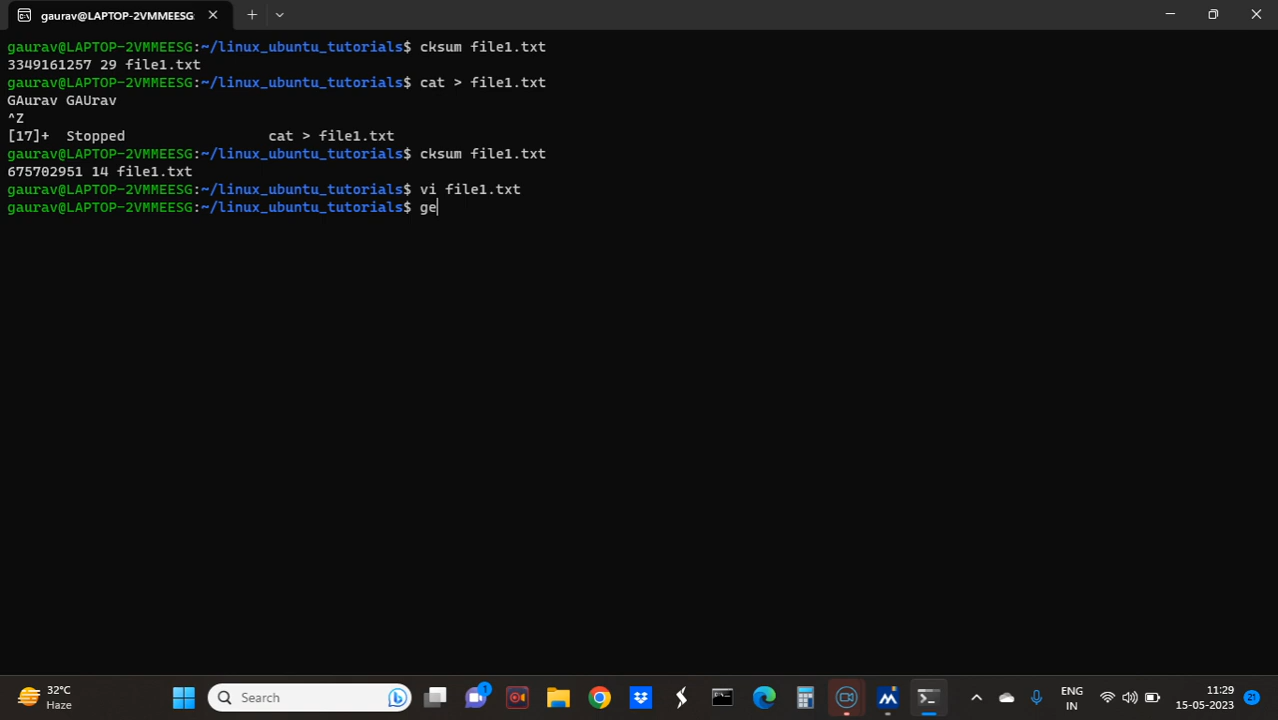 gaurav@LAPTOP-2VMMEESG:
gaurav@LAPTOP-2VMMEESG:~/linux_ubuntu_tutorials$ cksum file1.txt
3349161257 29 file1.txt
gaurav@LAPTOP-2VMMEESG:~/linux_ubuntu_tutorials$ cat > file1.txt
GAurav GAUrav
^Z
[17]+  Stopped                 cat > file1.txt
gaurav@LAPTOP-2VMMEESG:~/linux_ubuntu_tutorials$ cksum file1.txt
675702951 14 file1.txt
gaurav@LAPTOP-2VMMEESG:~/linux_ubuntu_tutorials$ vi file1.txt
gaurav@LAPTOP-2VMMEESG:~/linux_ubuntu_tutorials$ ge
32°C
Haze
Search
1
ENG
IN
11:29
15-05-2023
21